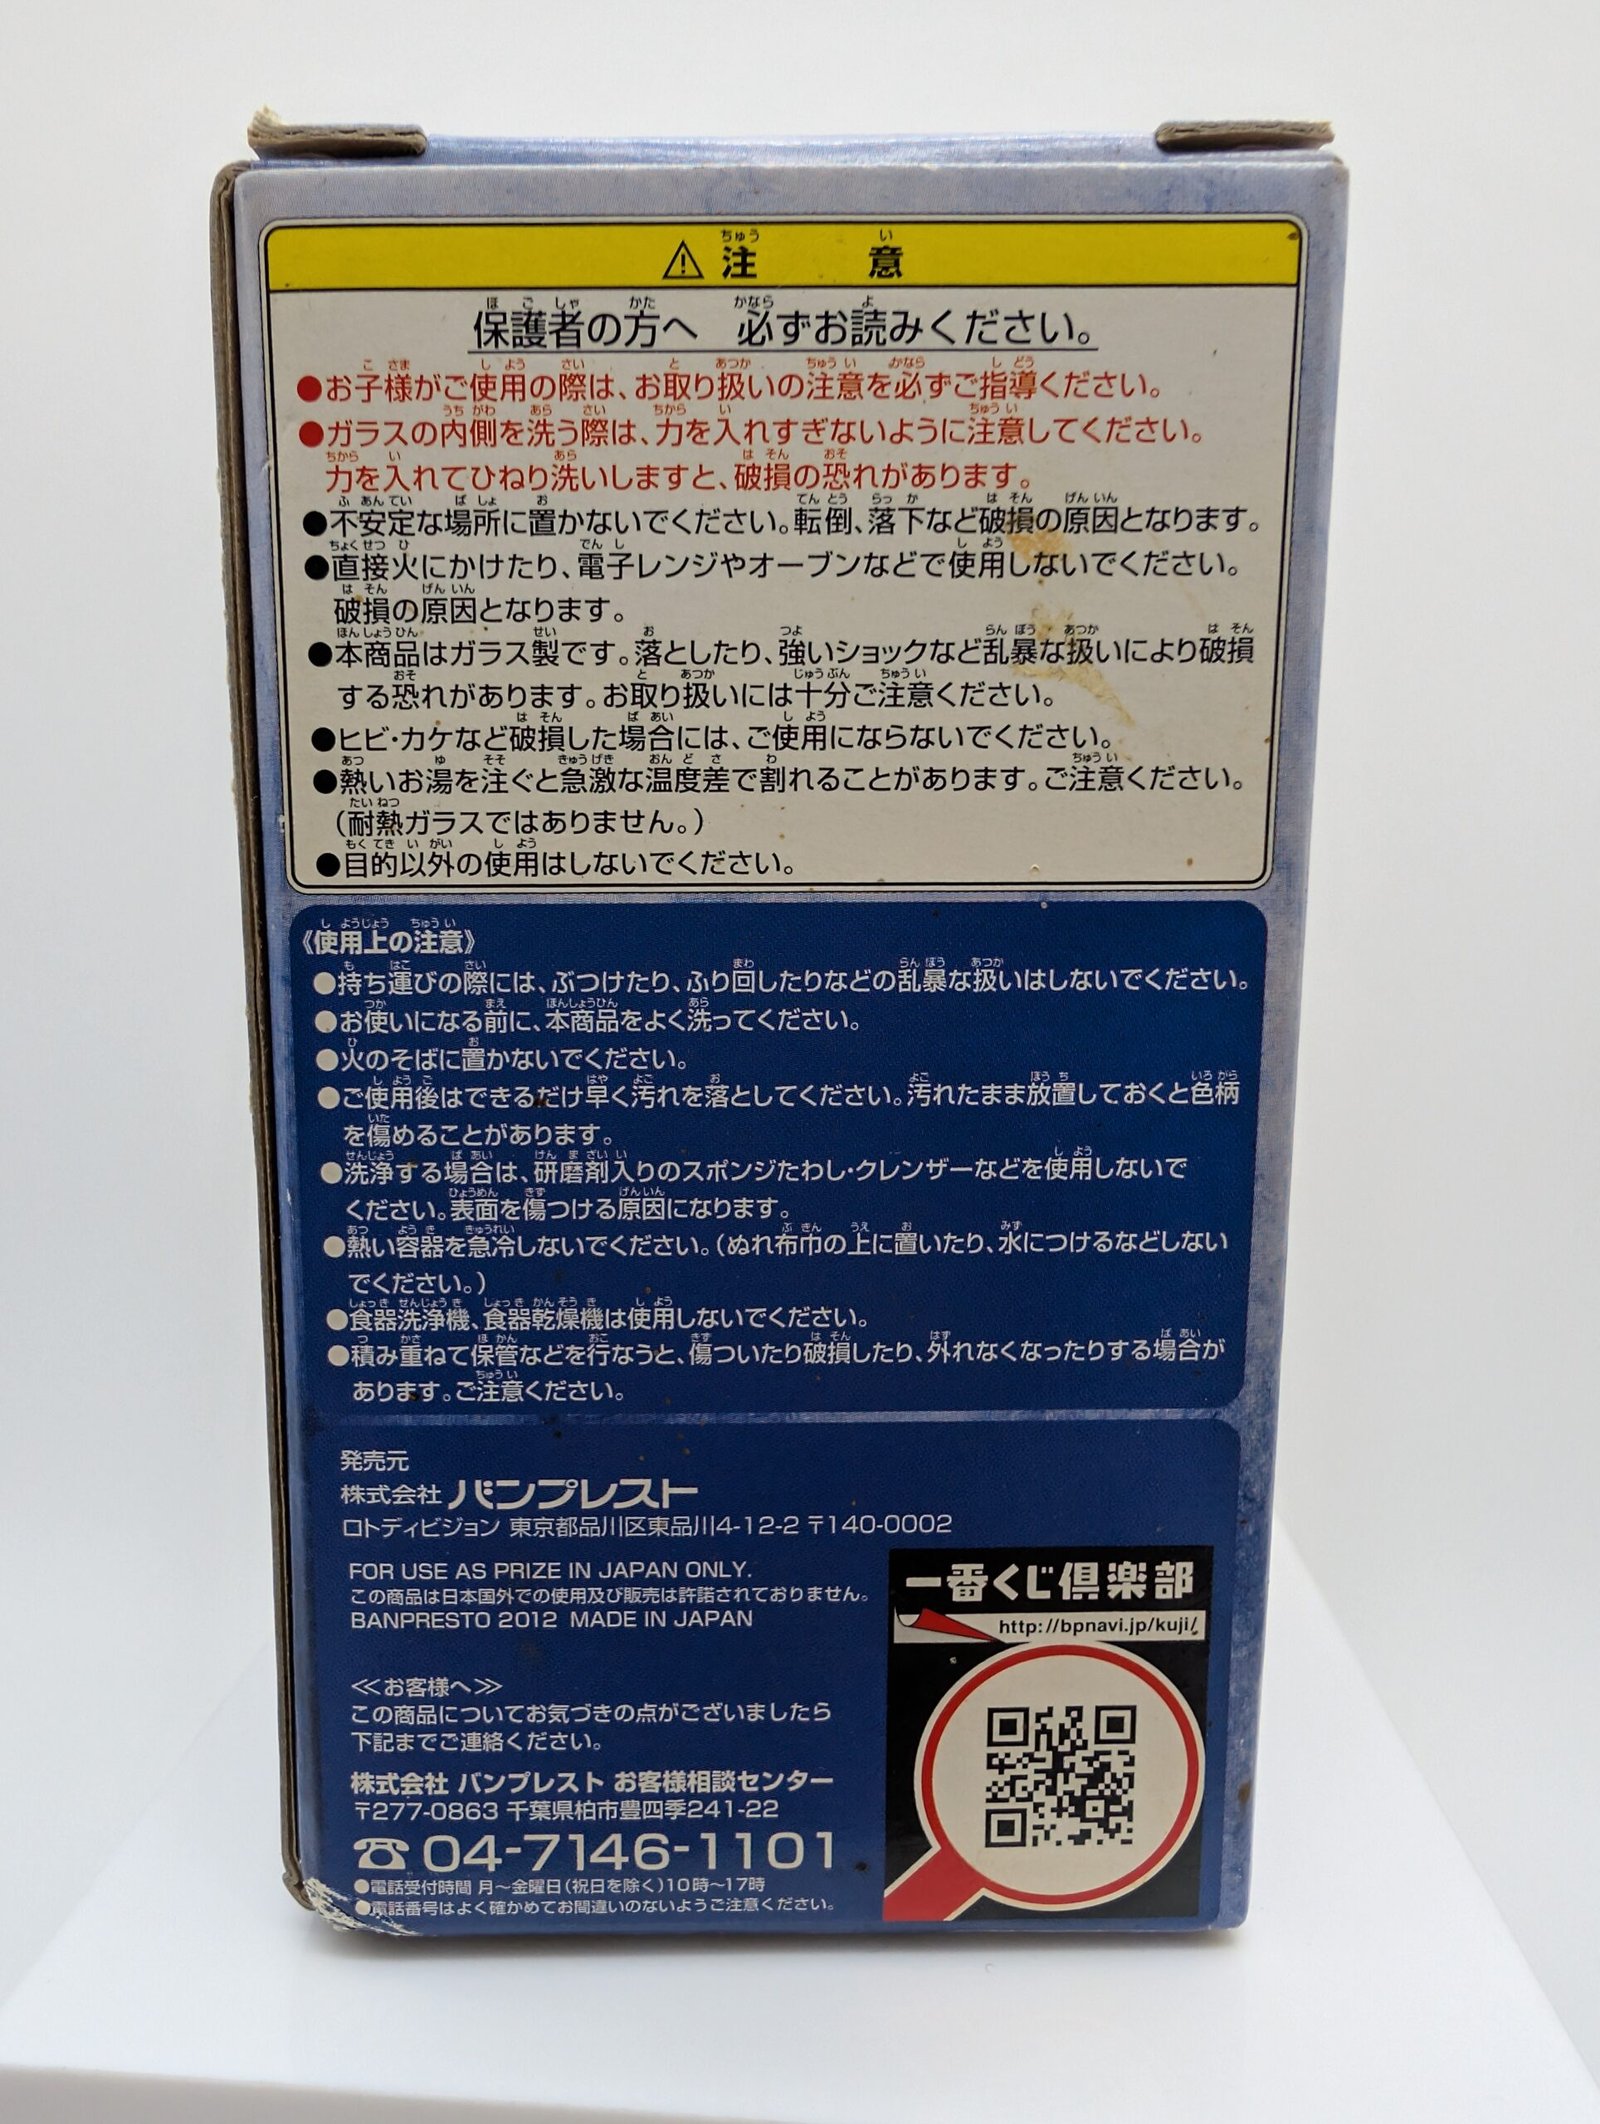 ⚠注意
保護者の方へ 必ずお読みください。
●お子様がご使用の際は、お取り扱いの注意を必ずご指導ください。
●ガラスの内側を洗う際は、力を入れすぎないように注意してください。
力を入れてひねり洗いしますと、破損の恐れがあります。
●不安定な場所に置かないでください。転倒、落下など破損の原因となります。
●直接火にかけたり、電子レンジやオーブンなどで使用しないでください。
破損の原因となります。
●本商品はガラス製です。落としたり、強いショックなど乱暴な扱いにより破損
する恐れがあります。お取り扱いには十分ご注意ください。
●ヒビ・カケなど破損した場合には、ご使用にならないでください。
●熱いお湯を注ぐと急激な温度差で割れることがあります。ご注意ください。
(耐熱ガラスではありません。)
●目的以外の使用はしないでください。
《使用上の注意》
●持ち運びの際には、ぶつけたり、ふり回したりなどの乱暴な扱いはしないでください。
●お使いになる前に、本商品をよく洗ってください。
●火のそばに置かないでください。
●ご使用後はできるだけ早く汚れを落としてください。汚れたまま放置しておくと色柄
を傷めることがあります。
●洗浄する場合は、研磨剤入りのスポンジたわし・クレンザーなどを使用しないで
ください。表面を傷つける原因になります。
●熱い容器を急冷しないでください。(ぬれ布巾の上に置いたり、水につけるなどしない
でください。)
●食器洗浄機、食器乾燥機は使用しないでください。
●積み重ねて保管などを行なうと、傷ついたり破損したり、外れなくなったりする場合が
あります。ご注意ください。
発売元
株式会社 バンプレスト
ロトディビジョン 東京都品川区東品川4-12-2 〒140-0002
FOR USE AS PRIZE IN JAPAN ONLY.
この商品は日本国外での使用及び販売は許諾されておりません。
BANPRESTO 2012 MADE IN JAPAN
一番くじ倶楽部
http://bpnavi.jp/kuji/
≪お客様へ≫
この商品についてお気づきの点がございましたら
下記までご連絡ください。
株式会社 バンプレスト お客様相談センター
〒277-0863 千葉県柏市豊四季241-22
☎04-7146-1101
●電話受付時間 月～金曜日(祝日を除く)10時～17時
●電話番号はよく確かめてお間違いのないようご注意ください。